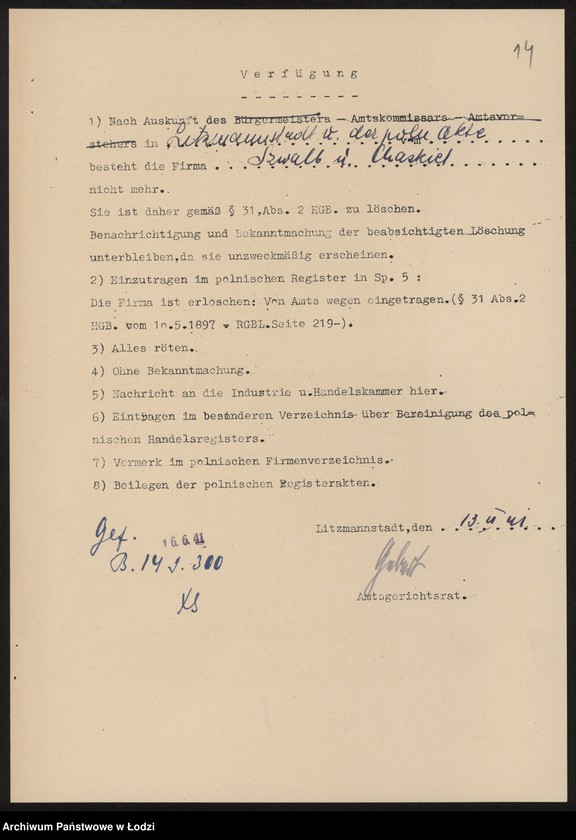 14
Verfügung
1) Nach Auskunft des Bürgermeisters - Amtskommissars - Amtsvor=
stehers in Litzmannstadt u. der poln Akte
besteht die Firma ... Szwalb u. Chaskiel
nicht mehr.
Sie ist daher gemäß § 31,Abs. 2 HGB. zu löschen.
Benachrichtigung und Bekanntmachung der beabsichtigten Löschung
unterbleiben,da sie unzweckmäßig erscheinen.
2) Einzutragen im polnischen Register in Sp. 5 :
Die Firma ist erloschen: Von Amts wegen eingetragen.(§ 31 Abs.2
HGB. vom 1o.5.1897 - RGBL.Seite 219-).
3) Alles röten.
4) Ohne Bekanntmachung.
5) Nachricht an die Industrie u.Handelskammer hier.
6) Eintragen im besonderen Verzeichnis über Bereinigung des pol=
nischen Handelsregisters.
7) Vermerk im polnischen Firmenverzeichnis.
8) Beilegen der polnischen Registerakten.
Litzmannstadt,den 13. 41.
Gef. 16.6.41
B. 14 J. 300
Amtsgerichtsrat.
Archiwum Państwowe w Łodzi